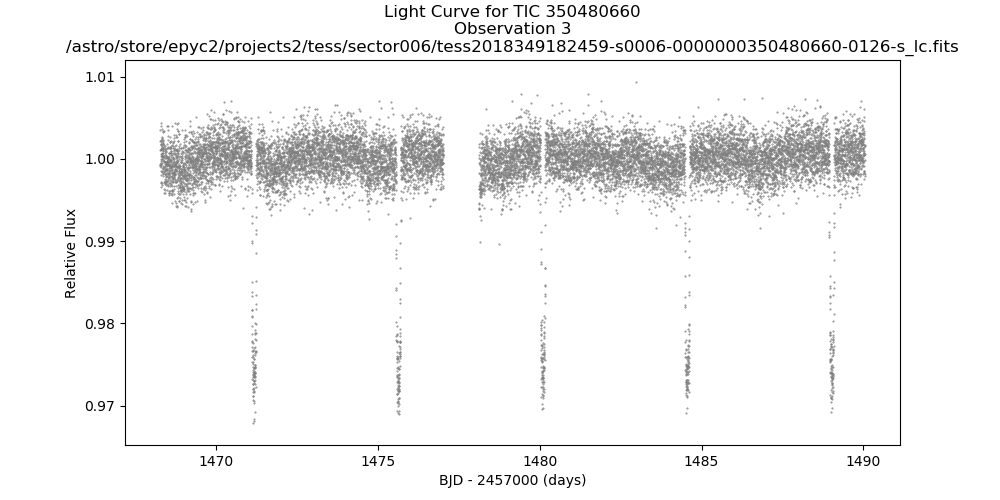 Light Curve for TIC 350480660
Observation 3
/astro/store/epyc2/projects2/tess/sector006/tess2018349182459-s0006-0000000350480660-0126-s_lc.fits
1.01
1.00
0.99
0.98
0.97
Relative Flux
1470
1475
1480
1485
1490
BJD - 2457000 (days)